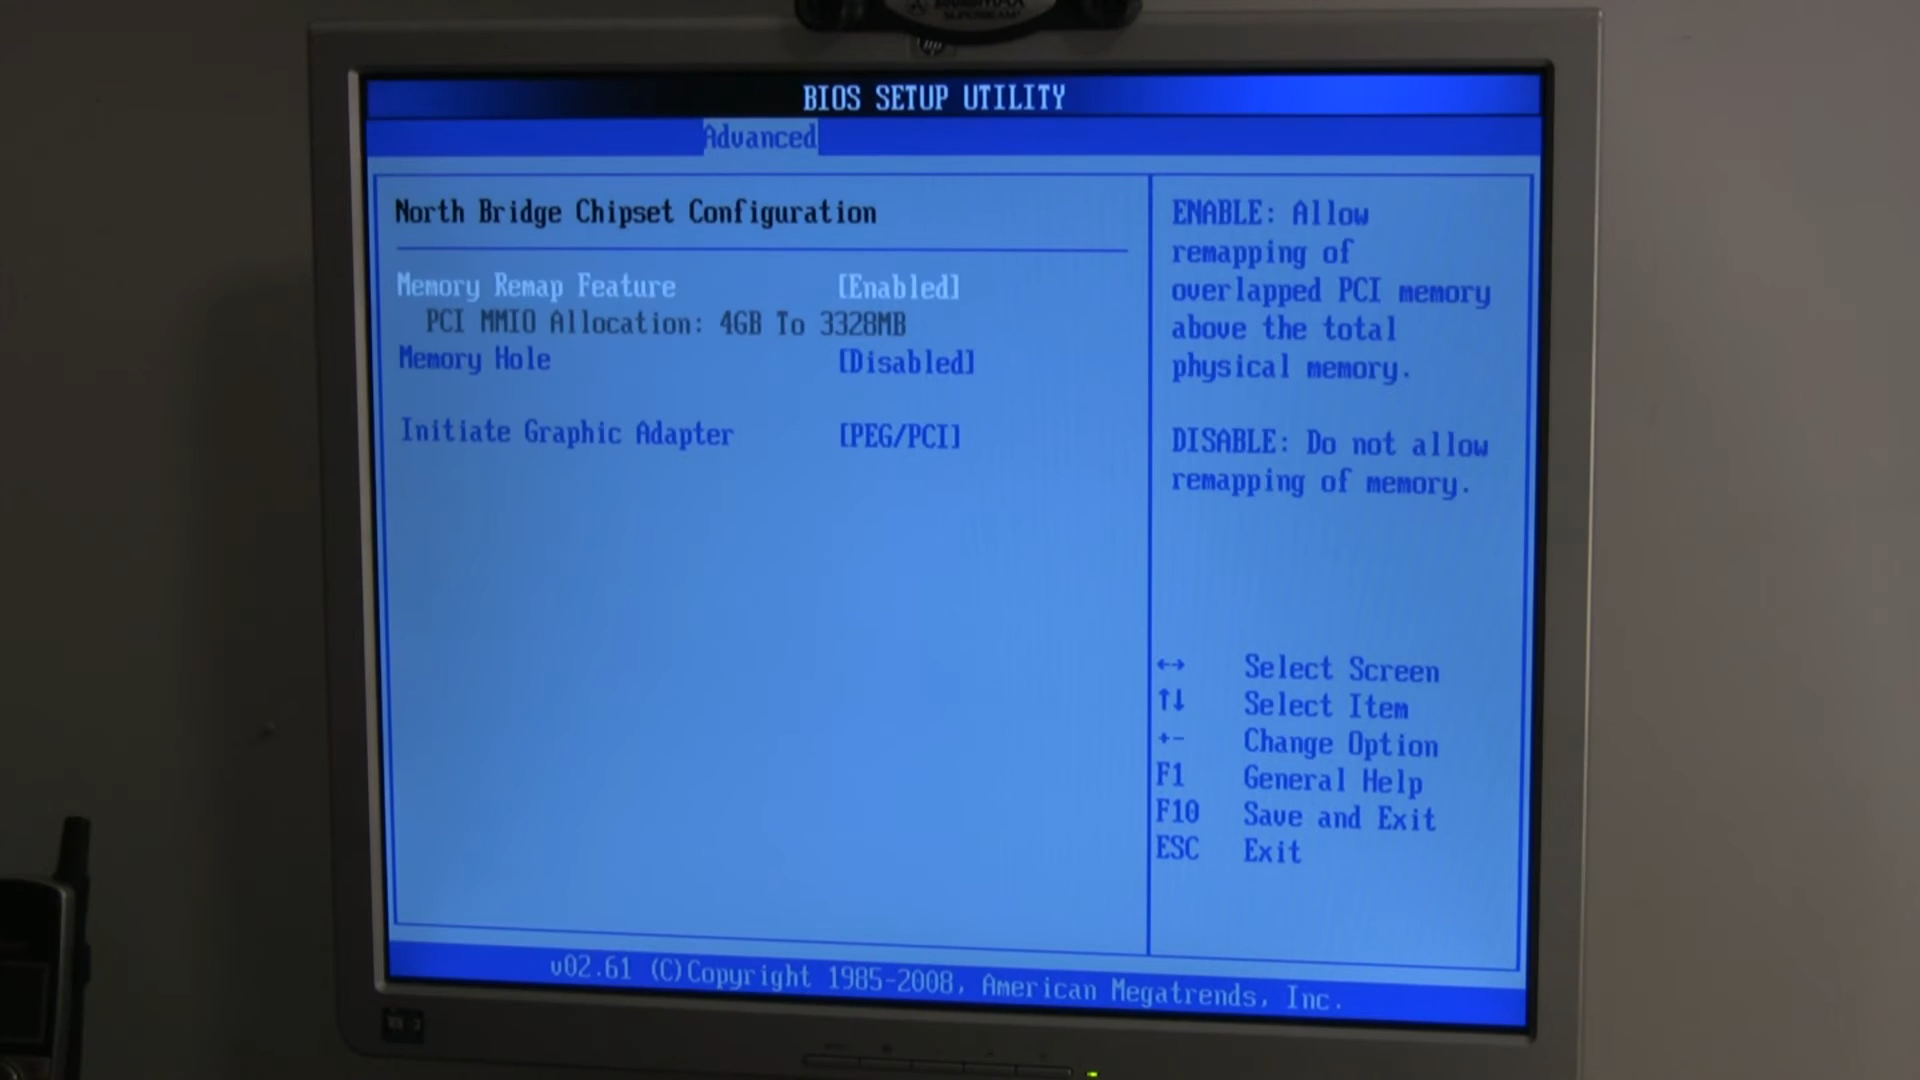 hp
BIOS SETUP UTILITY
Advanced
North Bridge Chipset Configuration
Memory Remap Feature [Enabled]
PCI MMIO Allocation: 4GB To 3328MB
Memory Hole [Disabled]
Initiate Graphic Adapter [PEG/PCI]
ENABLE: Allow
remapping of
overlapped PCI memory
above the total
physical memory.
DISABLE: Do not allow
remapping of memory.
↔ Select Screen
↑↓ Select Item
+- Change Option
F1 General Help
F10 Save and Exit
ESC Exit
v02.61 (C)Copyright 1985-2008, American Megatrends, Inc.